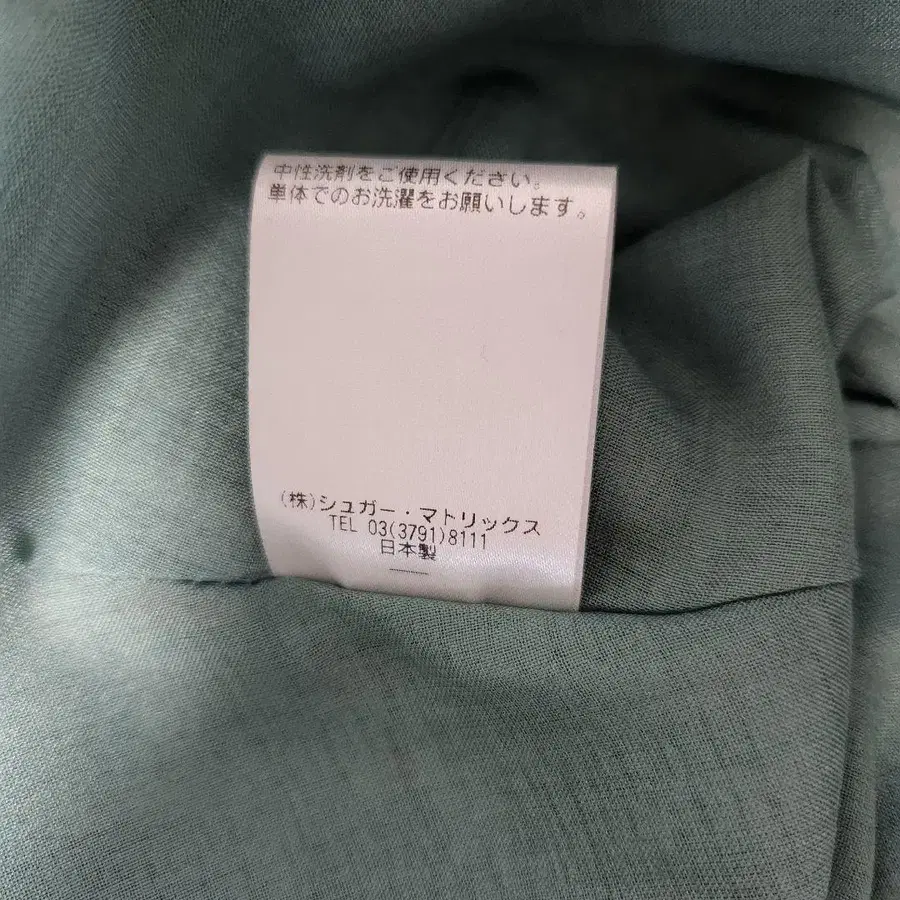 中性洗剤をご使用ください。
単体でのお洗濯をお願いします。
(株)シュガー・マトリックス
TEL 03(3791)8111
日本製